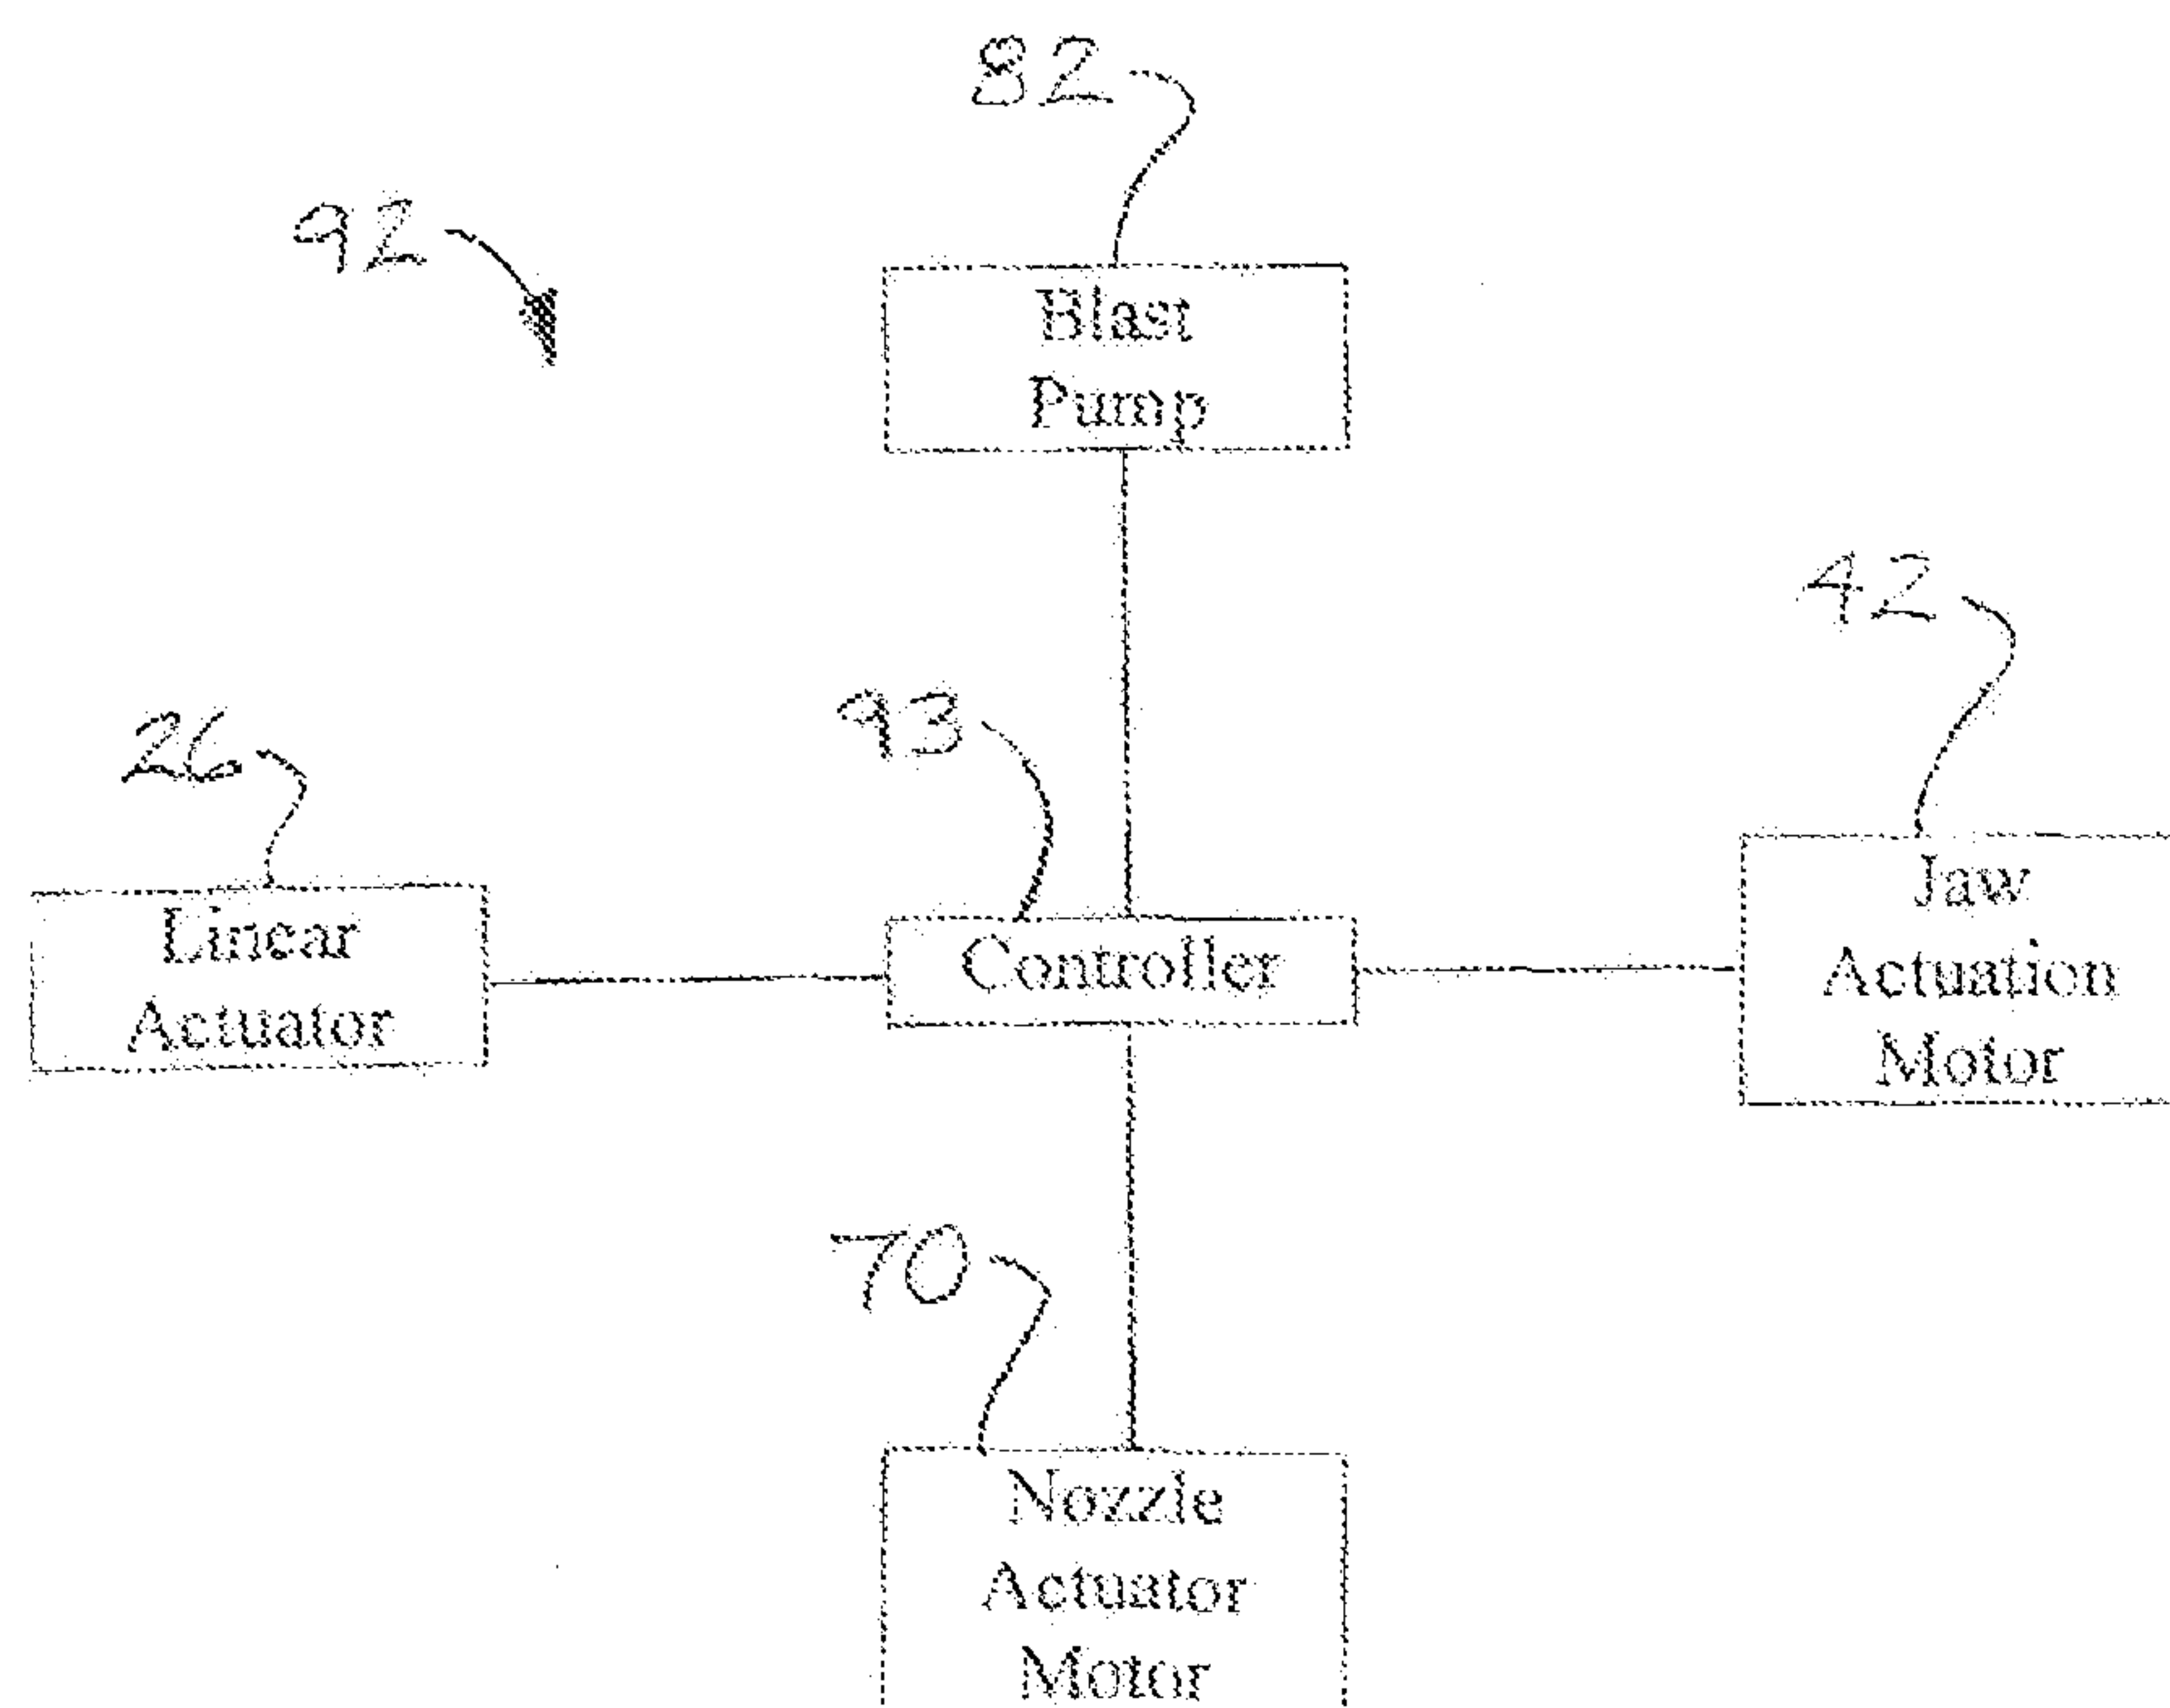 82
92
Blast
Pump
42
93
26
Linear
Actuator
Controller
Jaw
Actuation
Motor
70
Nozzle
Actuator
Motor